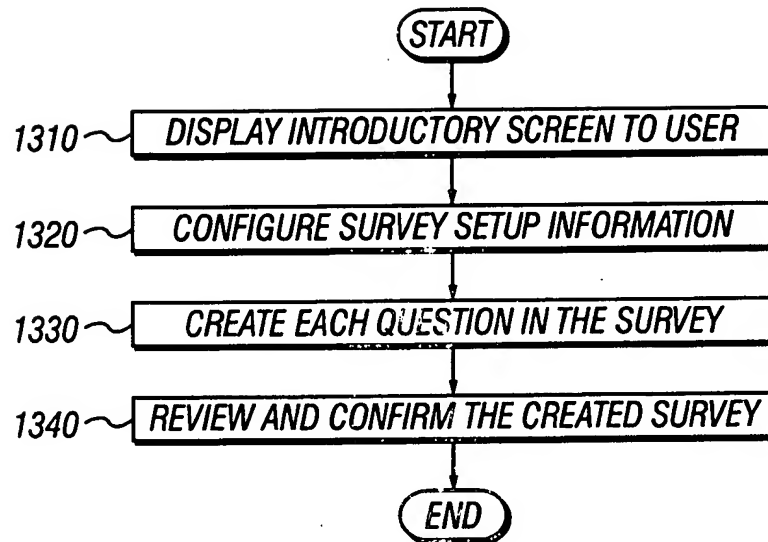 START
1310 DISPLAY INTRODUCTORY SCREEN TO USER
1320 CONFIGURE SURVEY SETUP INFORMATION
1330 CREATE EACH QUESTION IN THE SURVEY
1340 REVIEW AND CONFIRM THE CREATED SURVEY
END